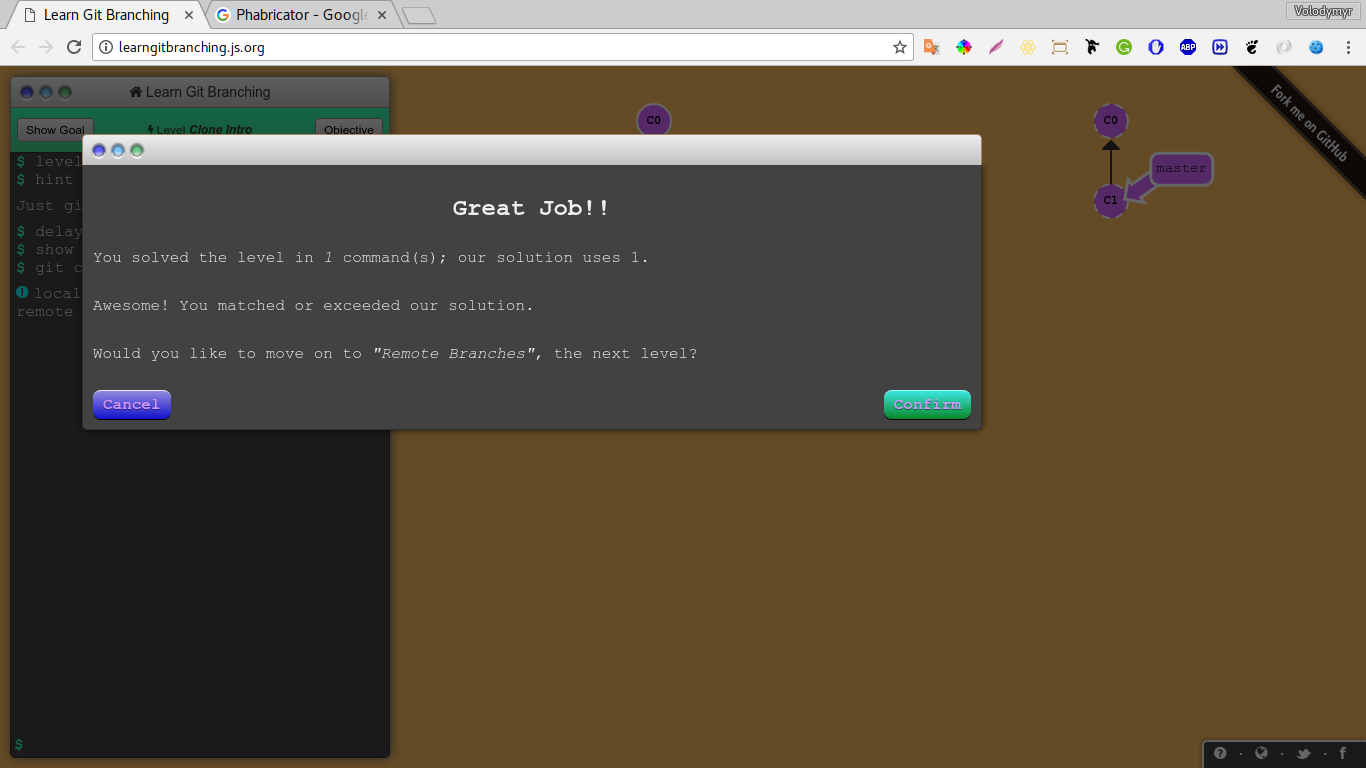 Learn Git Branching
Phabricator - Google
Volodymyr
learngitbranching.js.org
ABP
Learn Git Branching
Show Goal
Level Clone Intro
Objective
$ level
$ hint
Just gi
$ delay
$ show
$ git c
local
remote
$
C0
C0
master
C1
Fork me on GitHub
Great Job!!
You solved the level in 1 command(s); our solution uses 1.
Awesome! You matched or exceeded our solution.
Would you like to move on to "Remote Branches", the next level?
Cancel
Confirm